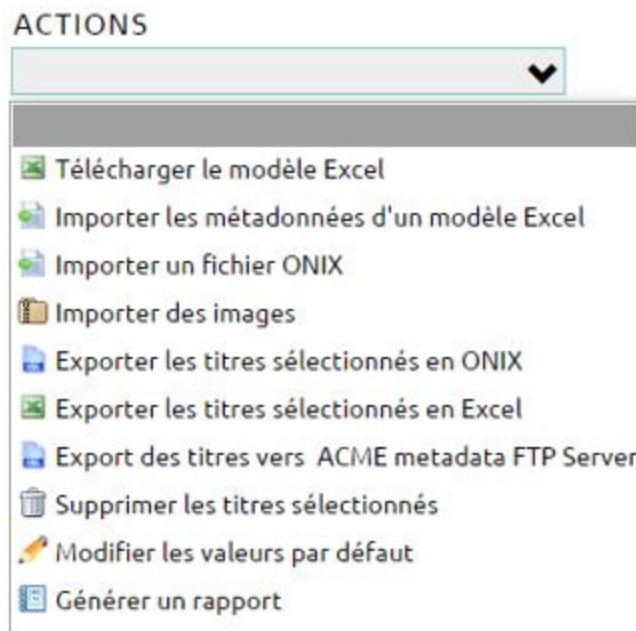 ACTIONS
Télécharger le modèle Excel
Importer les métadonnées d'un modèle Excel
Importer un fichier ONIX
Importer des images
Exporter les titres sélectionnés en ONIX
Exporter les titres sélectionnés en Excel
Export des titres vers ACME metadata FTP Server
Supprimer les titres sélectionnés
Modifier les valeurs par défaut
Générer un rapport